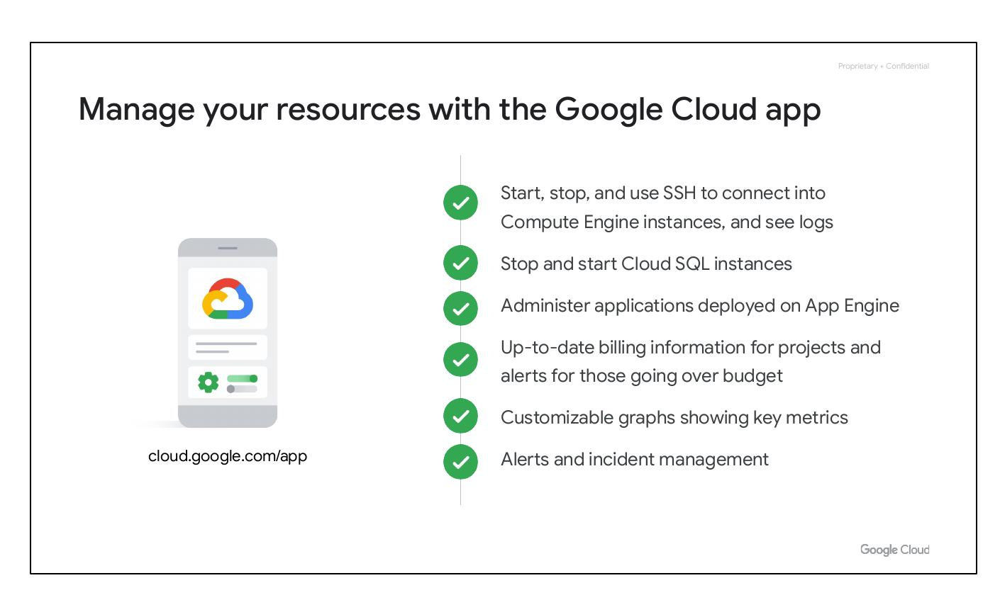 Proprietary + Confidential
Manage your resources with the Google Cloud app
Start, stop, and use SSH to connect into
Compute Engine instances, and see logs
Stop and start Cloud SQL instances
Administer applications deployed on App Engine
Up-to-date billing information for projects and
alerts for those going over budget
Customizable graphs showing key metrics
Alerts and incident management
cloud.google.com/app
Google Cloud